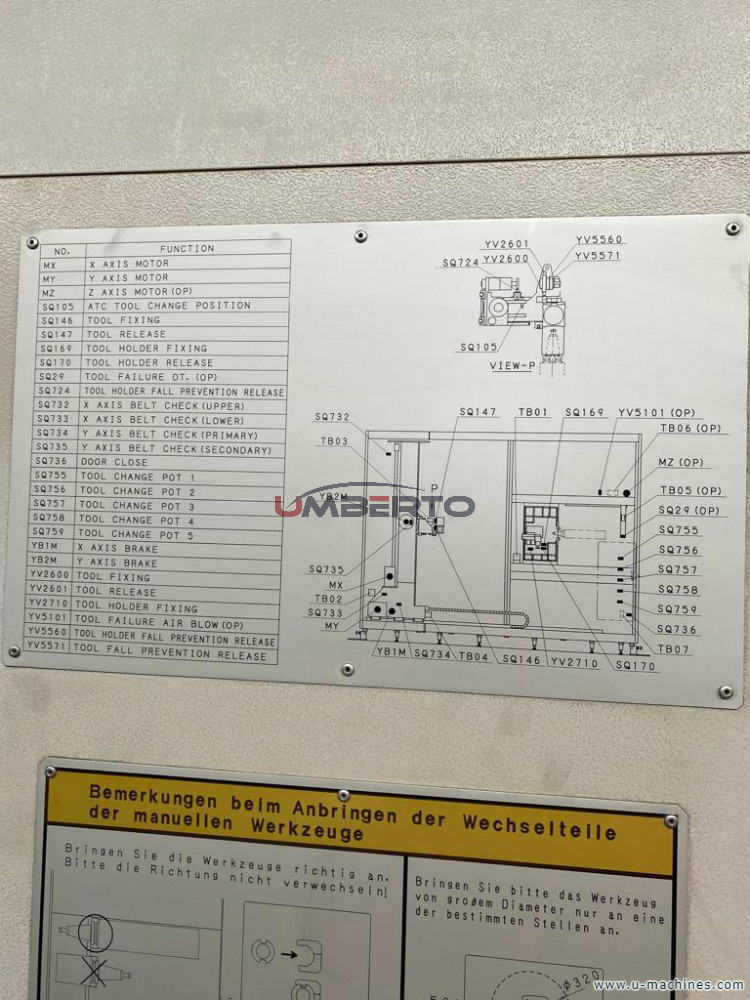 NO. FUNCTION
MX X AXIS MOTOR
MY Y AXIS MOTOR
MZ Z AXIS MOTOR (OP)
SQ105 ATC TOOL CHANGE POSITION
SQ146 TOOL FIXING
SQ147 TOOL RELEASE
SQ169 TOOL HOLDER FIXING
SQ170 TOOL HOLDER RELEASE
SQ29 TOOL FAILURE OT. (OP)
SQ724 TOOL HOLDER FALL PREVENTION RELEASE
SQ732 X AXIS BELT CHECK (UPPER)
SQ733 X AXIS BELT CHECK (LOWER)
SQ734 Y AXIS BELT CHECK (PRIMARY)
SQ735 Y AXIS BELT CHECK (SECONDARY)
SQ736 DOOR CLOSE
SQ755 TOOL CHANGE POT 1
SQ756 TOOL CHANGE POT 2
SQ757 TOOL CHANGE POT 3
SQ758 TOOL CHANGE POT 4
SQ759 TOOL CHANGE POT 5
YB1M X AXIS BRAKE
YB2M Y AXIS BRAKE
YV2600 TOOL FIXING
YV2601 TOOL RELEASE
YV2710 TOOL HOLDER FIXING
YV5101 TOOL FAILURE AIR BLOW (OP)
YV5560 TOOL HOLDER FALL PREVENTION RELEASE
YV5571 TOOL FALL PREVENTION RELEASE
YV2601 YV5560
SQ724 YV2600 YV5571
SQ105
VIEW-P
SQ732 SQ147 TB01 SQ169 YV5101 (OP)
TB03 TB06 (OP)
MZ (OP)
P
YB2M TB05 (OP)
SQ29 (OP)
UMBERTO
SQ755
SQ756
SQ735 SQ757
MX SQ758
TB02 SQ759
SQ733 SQ736
MY
YB1M SQ734 TB04 SQ146 YV2710 SQ170 TB07
Bemerkungen beim Anbringen der Wechselteile
der manuellen Werkzeuge
Bringen Sie die Werkzeuge richtig an.
Bitte die Richtung nicht verwechseln!
Bringen Sie bitte das Werkzeug
von großem Diameter nur an eine
der bestimmten Stellen an.
Φ320
www.u-machines.com